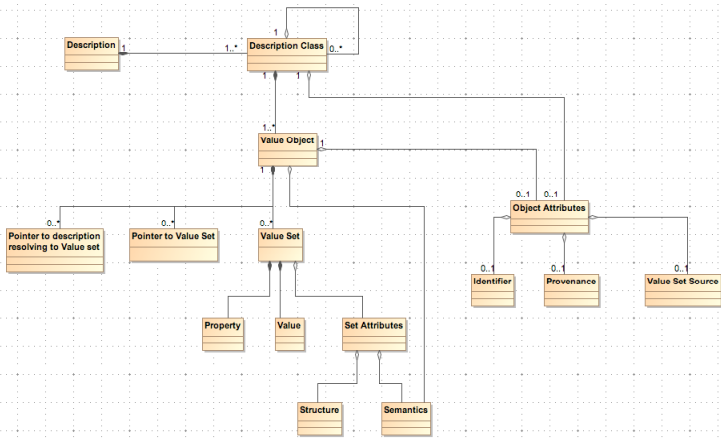 1
Description
1
1..*
Description Class
0..*
1
1
1..*
Value Object
1
1
0..1
0..1
Object Attributes
0..*
0..*
0..*
Pointer to description
resolving to Value set
Pointer to Value Set
Value Set
0..1
0..1
0..1
Identifier
Provenance
Value Set Source
Property
Value
Set Attributes
Structure
Semantics